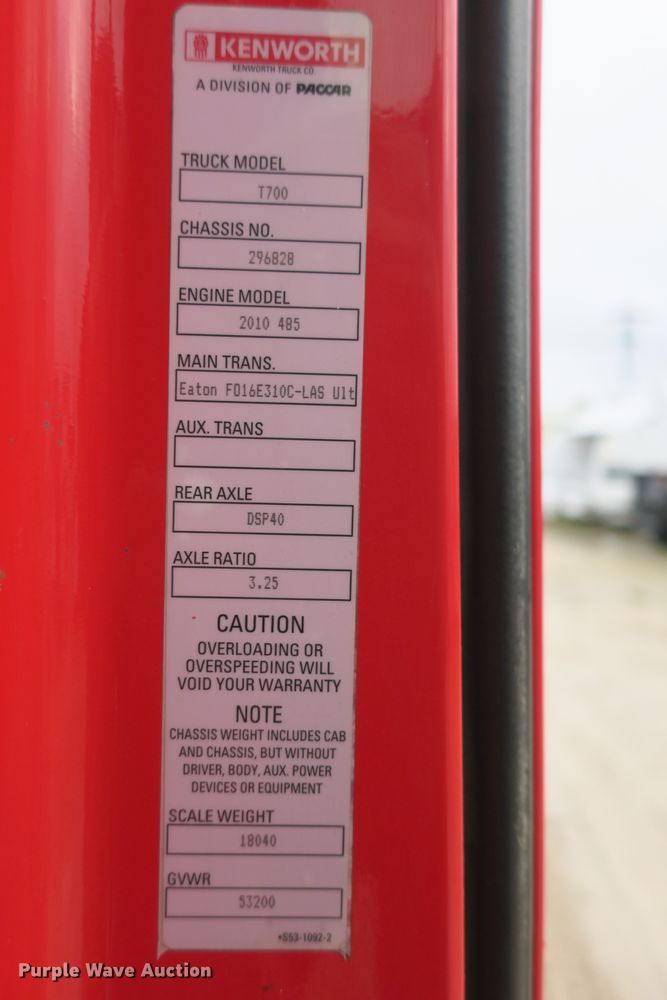 KENWORTH
KENWORTH TRUCK CO.
A DIVISION OF PACCAR
TRUCK MODEL
T700
CHASSIS NO.
296828
ENGINE MODEL
2010 485
MAIN TRANS.
Eaton FO16E310C-LAS Ult
AUX. TRANS
REAR AXLE
DSP40
AXLE RATIO
3.25
CAUTION
OVERLOADING OR
OVERSPEEDING WILL
VOID YOUR WARRANTY
NOTE
CHASSIS WEIGHT INCLUDES CAB
AND CHASSIS, BUT WITHOUT
DRIVER, BODY, AUX. POWER
DEVICES OR EQUIPMENT
SCALE WEIGHT
18040
GVWR
53200
*S53-1092-2
Purple Wave Auction